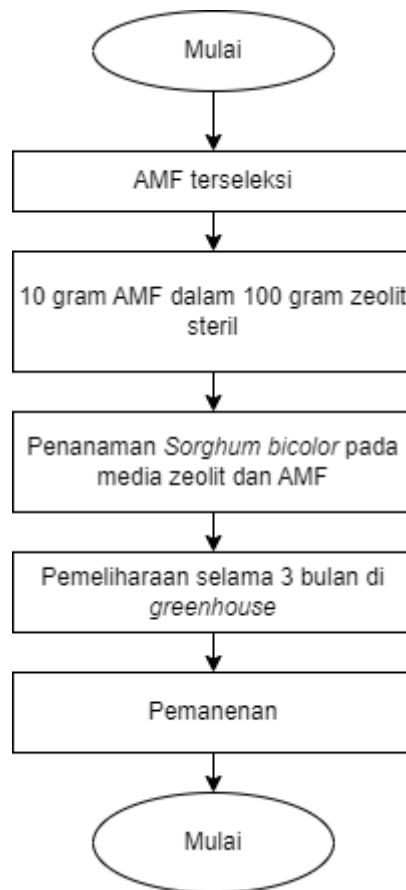 Mulai
AMF terseleksi
10 gram AMF dalam 100 gram zeolit
steril
Penanaman Sorghum bicolor pada
media zeolit dan AMF
Pemeliharaan selama 3 bulan di
greenhouse
Pemanenan
Mulai